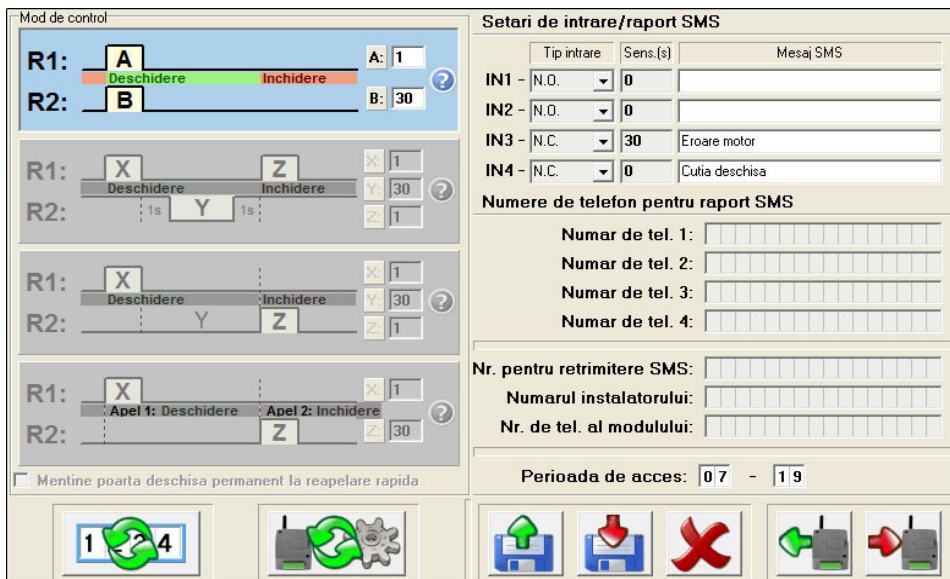 Mod de control
R1: A A: 1
Deschidere Inchidere ?
R2: B B: 30
R1: X Z X: 1
Deschidere Inchidere Y: 30 ?
R2: 1s Y 1s Z: 1
R1: X X: 1
Deschidere Inchidere Y: 30 ?
R2: Y Z Z: 1
R1: X X: 1
Apel 1: Deschidere Apel 2: Inchidere ?
R2: Z Z: 30
Mentine poarta deschisa permanent la reapelare rapida
Setari de intrare/raport SMS
Tip intrare Sens.(s) Mesaj SMS
IN1 - N.O. 0
IN2 - N.O. 0
IN3 - N.C. 30 Eroare motor
IN4 - N.C. 0 Cutia deschisa
Numere de telefon pentru raport SMS
Numar de tel. 1:
Numar de tel. 2:
Numar de tel. 3:
Numar de tel. 4:
Nr. pentru retrimitere SMS:
Numarul instalatorului:
Nr. de tel. al modulului:
Perioada de acces: 07 - 19
1 4